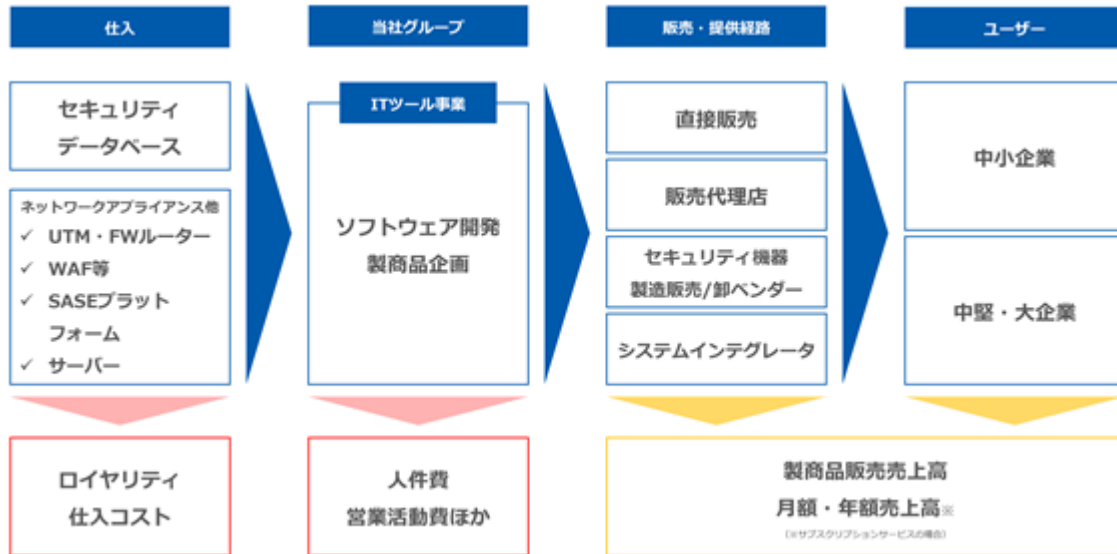 仕入
当社グループ
販売・提供経路
ユーザー
セキュリティ
データベース
ネットワークアプライアンス他
✓ UTM・FWルーター
✓ WAF等
✓ SASEプラット
フォーム
✓ サーバー
ITツール事業
ソフトウェア開発
製商品企画
直接販売
販売代理店
セキュリティ機器
製造販売/卸ベンダー
システムインテグレータ
中小企業
中堅・大企業
ロイヤリティ
仕入コスト
人件費
営業活動費ほか
製商品販売売上高
月額・年額売上高※
(※サブスクリプションサービスの場合)